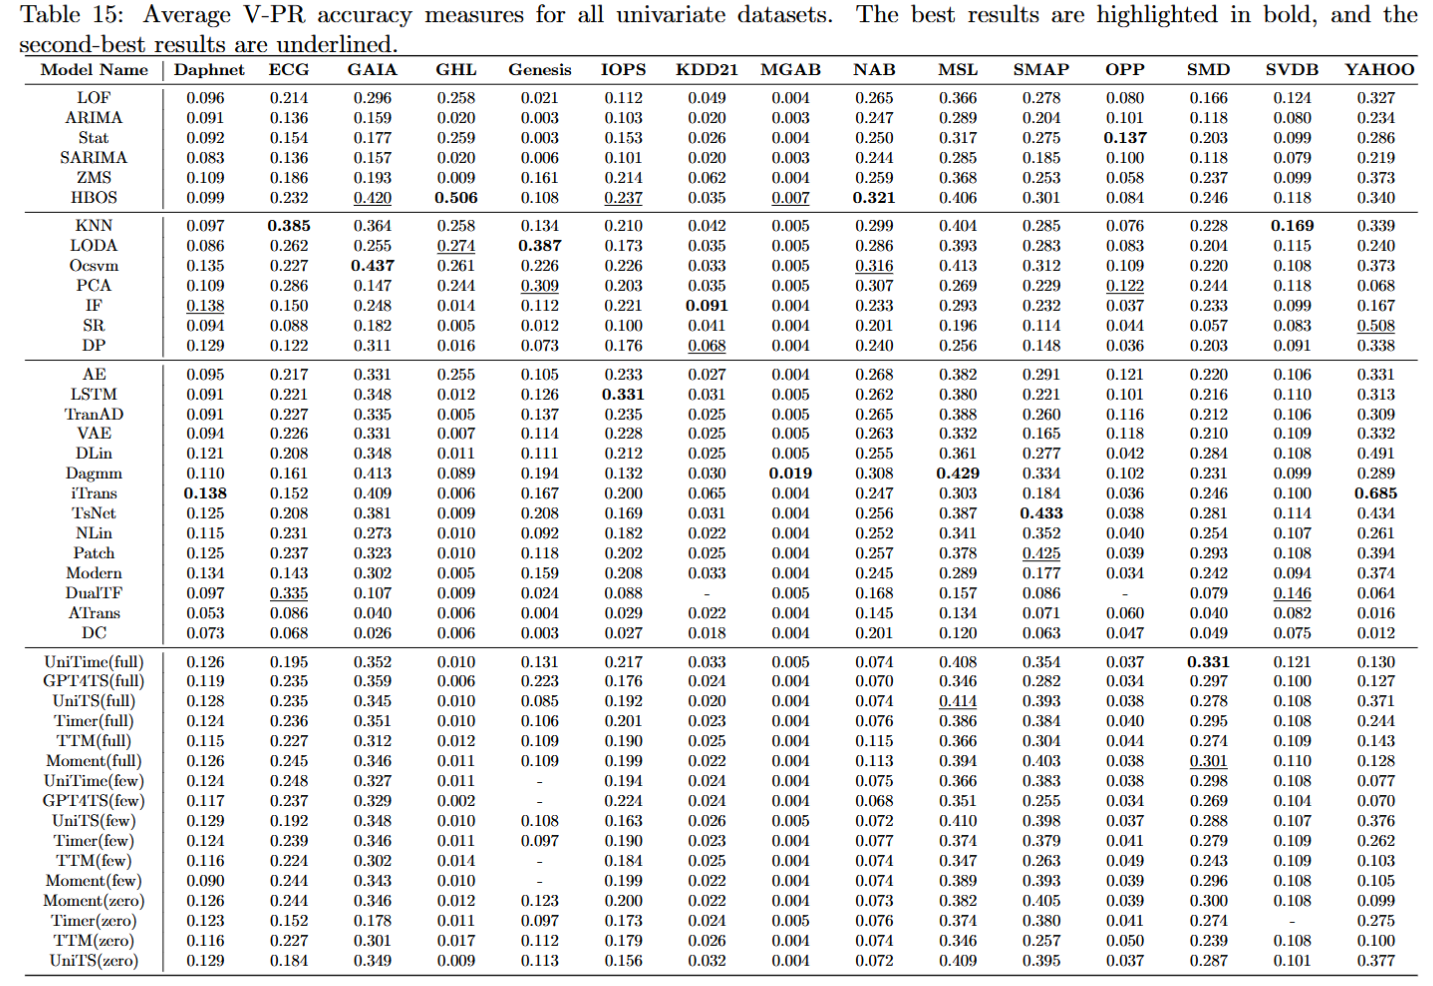 Table 15: Average V-PR accuracy measures for all univariate datasets. The best results are highlighted in bold, and the
second-best results are underlined.
Model Name Daphnet ECG GAIA GHL Genesis IOPS KDD21 MGAB NAB MSL SMAP OPP SMD SVDB YAHOO
LOF 0.096 0.214 0.296 0.258 0.021 0.112 0.049 0.004 0.265 0.366 0.278 0.080 0.166 0.124 0.327
ARIMA 0.091 0.136 0.159 0.020 0.003 0.103 0.020 0.003 0.247 0.289 0.204 0.101 0.118 0.080 0.234
Stat 0.092 0.154 0.177 0.259 0.003 0.153 0.026 0.004 0.250 0.317 0.275 0.137 0.203 0.099 0.286
SARIMA 0.083 0.136 0.157 0.020 0.006 0.101 0.020 0.003 0.244 0.285 0.185 0.100 0.118 0.079 0.219
ZMS 0.109 0.186 0.193 0.009 0.161 0.214 0.062 0.004 0.259 0.368 0.253 0.058 0.237 0.099 0.373
HBOS 0.099 0.232 0.420 0.506 0.108 0.237 0.035 0.007 0.321 0.406 0.301 0.084 0.246 0.118 0.340
KNN 0.097 0.385 0.364 0.258 0.134 0.210 0.042 0.005 0.299 0.404 0.285 0.076 0.228 0.169 0.339
LODA 0.086 0.262 0.255 0.274 0.387 0.173 0.035 0.005 0.286 0.393 0.283 0.083 0.204 0.115 0.240
Ocsvm 0.135 0.227 0.437 0.261 0.226 0.226 0.033 0.005 0.316 0.413 0.312 0.109 0.220 0.108 0.373
PCA 0.109 0.286 0.147 0.244 0.309 0.203 0.035 0.005 0.307 0.269 0.229 0.122 0.244 0.118 0.068
IF 0.138 0.150 0.248 0.014 0.112 0.221 0.091 0.004 0.233 0.293 0.232 0.037 0.233 0.099 0.167
SR 0.094 0.088 0.182 0.005 0.012 0.100 0.041 0.004 0.201 0.196 0.114 0.044 0.057 0.083 0.508
DP 0.129 0.122 0.311 0.016 0.073 0.176 0.068 0.004 0.240 0.256 0.148 0.036 0.203 0.091 0.338
AE 0.095 0.217 0.331 0.255 0.105 0.233 0.027 0.004 0.268 0.382 0.291 0.121 0.220 0.106 0.331
LSTM 0.091 0.221 0.348 0.012 0.126 0.331 0.031 0.005 0.262 0.380 0.221 0.101 0.216 0.110 0.313
TranAD 0.091 0.227 0.335 0.005 0.137 0.235 0.025 0.005 0.265 0.388 0.260 0.116 0.212 0.106 0.309
VAE 0.094 0.226 0.331 0.007 0.114 0.228 0.025 0.005 0.263 0.332 0.165 0.118 0.210 0.109 0.332
DLin 0.121 0.208 0.348 0.011 0.111 0.212 0.025 0.005 0.255 0.361 0.277 0.042 0.284 0.108 0.491
Dagmm 0.110 0.161 0.413 0.089 0.194 0.132 0.030 0.019 0.308 0.429 0.334 0.102 0.231 0.099 0.289
iTrans 0.138 0.152 0.409 0.006 0.167 0.200 0.065 0.004 0.247 0.303 0.184 0.036 0.246 0.100 0.685
TsNet 0.125 0.208 0.381 0.009 0.208 0.169 0.031 0.004 0.256 0.387 0.433 0.038 0.281 0.114 0.434
NLin 0.115 0.231 0.273 0.010 0.092 0.182 0.022 0.004 0.252 0.341 0.352 0.040 0.254 0.107 0.261
Patch 0.125 0.237 0.323 0.010 0.118 0.202 0.025 0.004 0.257 0.378 0.425 0.039 0.293 0.108 0.394
Modern 0.134 0.143 0.302 0.005 0.159 0.208 0.033 0.004 0.245 0.289 0.177 0.034 0.242 0.094 0.374
DualTF 0.097 0.335 0.107 0.009 0.024 0.088 - 0.005 0.168 0.157 0.086 - 0.079 0.146 0.064
ATrans 0.053 0.086 0.040 0.006 0.004 0.029 0.022 0.004 0.145 0.134 0.071 0.060 0.040 0.082 0.016
DC 0.073 0.068 0.026 0.006 0.003 0.027 0.018 0.004 0.201 0.120 0.063 0.047 0.049 0.075 0.012
UniTime(full) 0.126 0.195 0.352 0.010 0.131 0.217 0.033 0.005 0.074 0.408 0.354 0.037 0.331 0.121 0.130
GPT4TS(full) 0.119 0.235 0.359 0.006 0.223 0.176 0.024 0.004 0.070 0.346 0.282 0.034 0.297 0.100 0.127
UniTS(full) 0.128 0.235 0.345 0.010 0.085 0.192 0.020 0.004 0.074 0.414 0.393 0.038 0.278 0.108 0.371
Timer(full) 0.124 0.236 0.351 0.010 0.106 0.201 0.023 0.004 0.076 0.386 0.384 0.040 0.295 0.108 0.244
TTM(full) 0.115 0.227 0.312 0.012 0.109 0.190 0.025 0.004 0.115 0.366 0.304 0.044 0.274 0.109 0.143
Moment(full) 0.126 0.245 0.346 0.011 0.109 0.199 0.022 0.004 0.113 0.394 0.403 0.038 0.301 0.110 0.128
UniTime(few) 0.124 0.248 0.327 0.011 - 0.194 0.024 0.004 0.075 0.366 0.383 0.038 0.298 0.108 0.077
GPT4TS(few) 0.117 0.237 0.329 0.002 - 0.224 0.024 0.004 0.068 0.351 0.255 0.034 0.269 0.104 0.070
UniTS(few) 0.129 0.192 0.348 0.010 0.108 0.163 0.026 0.005 0.072 0.410 0.398 0.037 0.288 0.107 0.376
Timer(few) 0.124 0.239 0.346 0.011 0.097 0.190 0.023 0.004 0.077 0.374 0.379 0.041 0.279 0.109 0.262
TTM(few) 0.116 0.224 0.302 0.014 - 0.184 0.025 0.004 0.074 0.347 0.263 0.049 0.243 0.109 0.103
Moment(few) 0.090 0.244 0.343 0.010 - 0.199 0.022 0.004 0.074 0.389 0.393 0.039 0.296 0.108 0.105
Moment(zero) 0.126 0.244 0.346 0.012 0.123 0.200 0.022 0.004 0.073 0.382 0.405 0.039 0.300 0.108 0.099
Timer(zero) 0.123 0.152 0.178 0.011 0.097 0.173 0.024 0.005 0.076 0.374 0.380 0.041 0.274 - 0.275
TTM(zero) 0.116 0.227 0.301 0.017 0.112 0.179 0.026 0.004 0.074 0.346 0.257 0.050 0.239 0.108 0.100
UniTS(zero) 0.129 0.184 0.349 0.009 0.113 0.156 0.032 0.004 0.072 0.409 0.395 0.037 0.287 0.101 0.377